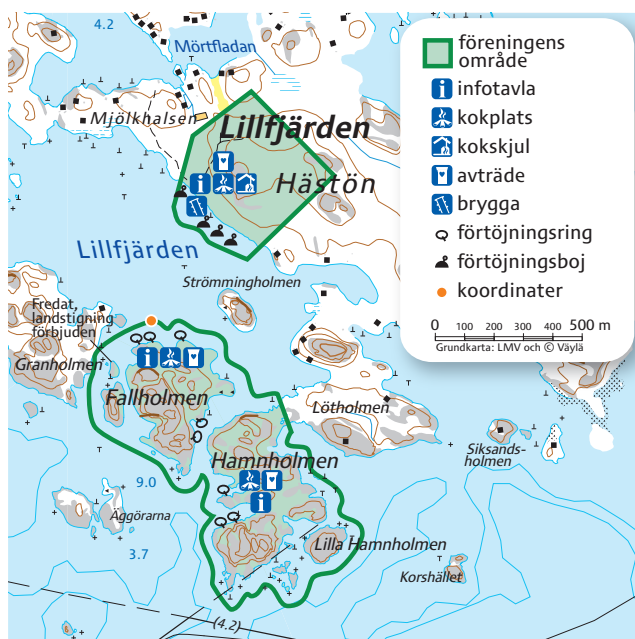 4.2
Mörtfladan
Mjölkhalsen
Lillfjärden
Hästön
Lillfjärden
Strömmingholmen
Fredat,
landstigning
förbjuden
Granholmen
Fallholmen
Lötholmen
Hamnholmen
Siksands-
holmen
9.0
Äggörarna
3.7
Lilla Hamnholmen
Korshället
(4.2)
föreningens
område
infotavla
kokplats
kokskjul
avträde
brygga
förtöjningsring
förtöjningsboj
koordinater
0 100 200 300 400 500 m
Grundkarta: LMV och © Väylä